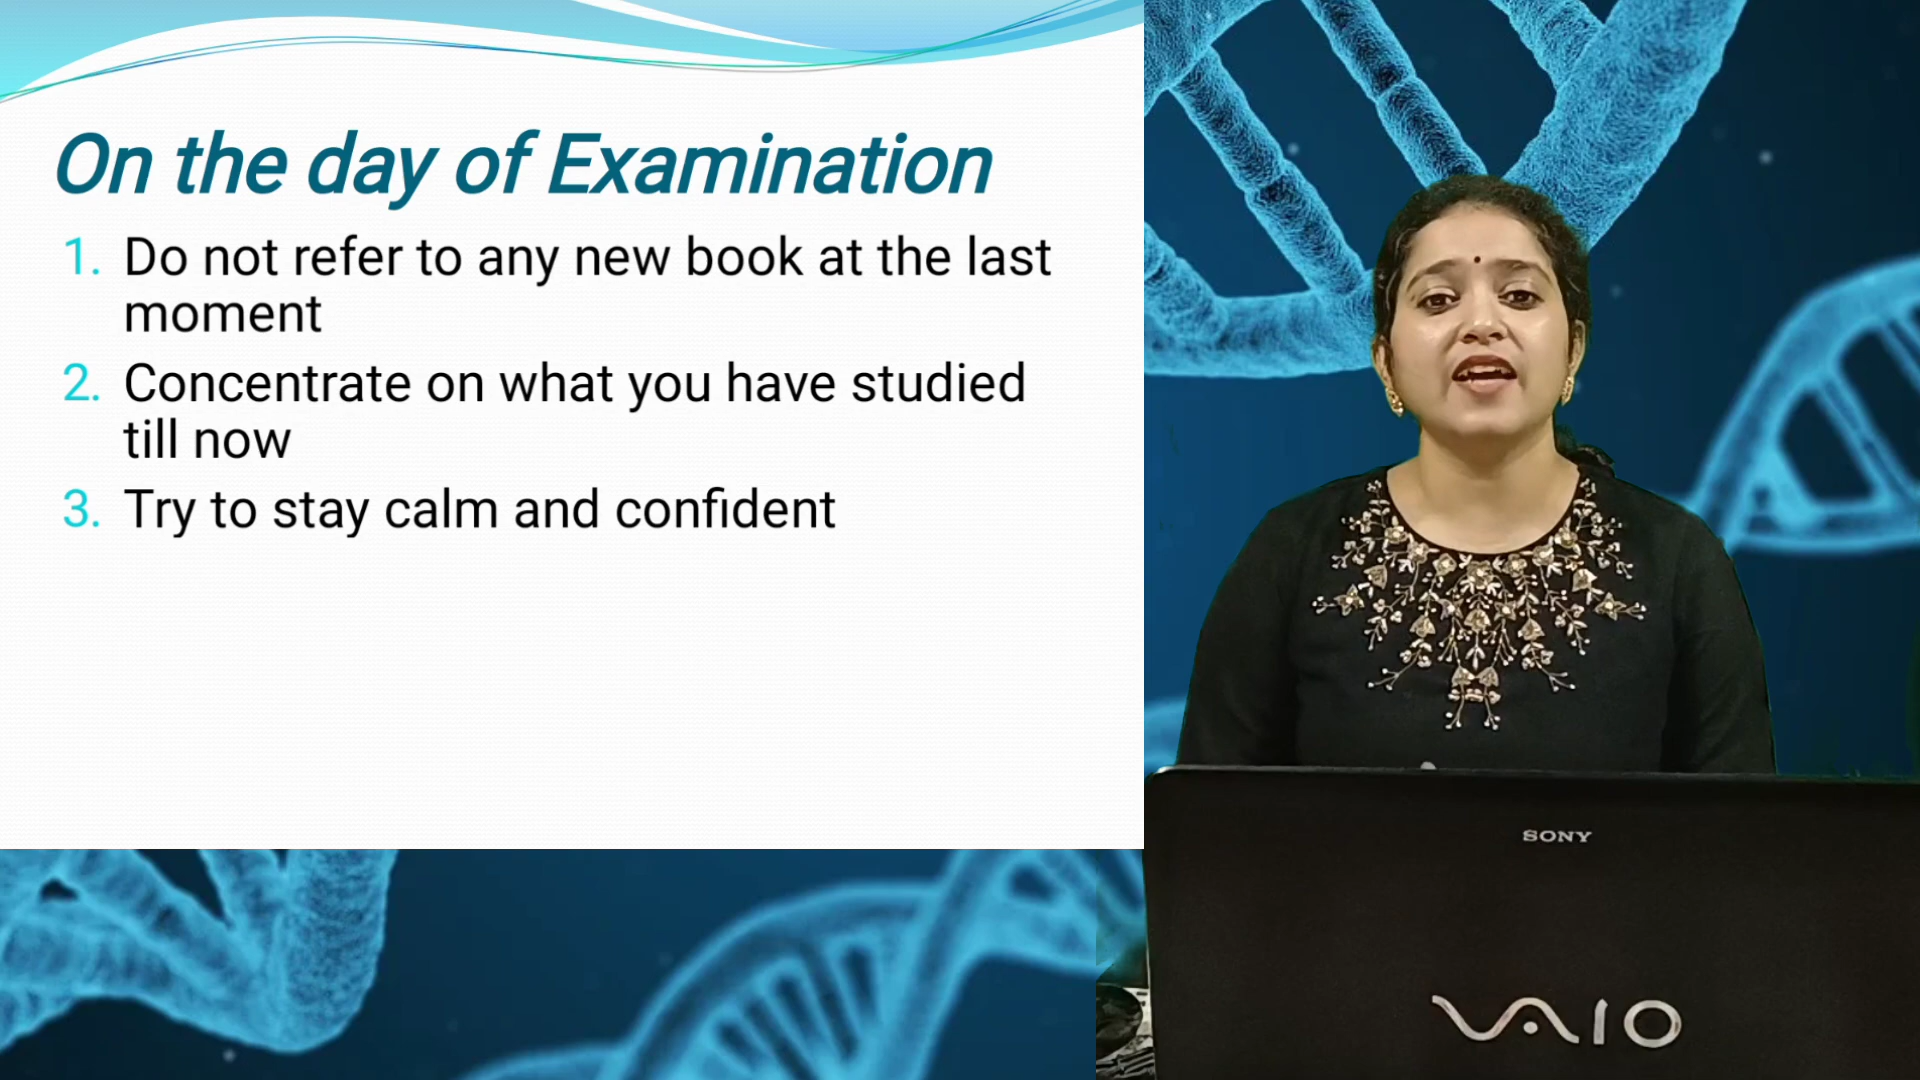 On the day of Examination
1. Do not refer to any new book at the last
moment
2. Concentrate on what you have studied
till now
3. Try to stay calm and confident
SONY
VAIO